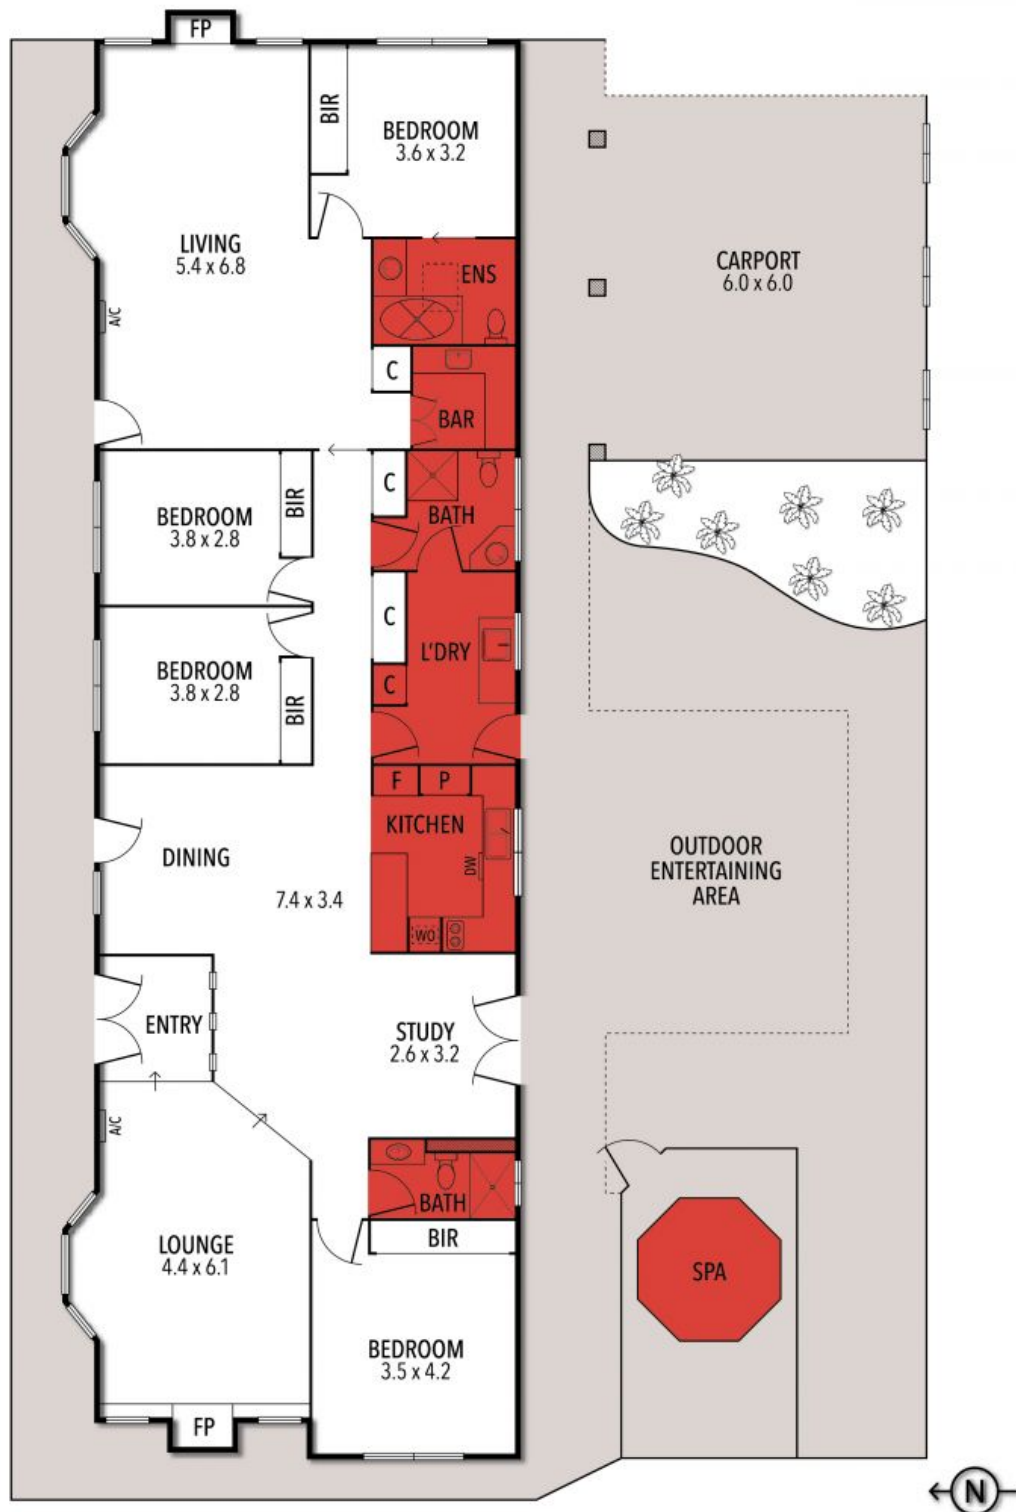 FP
BIR
BEDROOM
3.6 x 3.2
LIVING
5.4 x 6.8
ENS
CARPORT
6.0 x 6.0
A/C
C
BAR
C
BIR
BEDROOM
3.8 x 2.8
BATH
C
L'DRY
BEDROOM
3.8 x 2.8
C
BIR
F
P
KITCHEN
DINING
DW
OUTDOOR
ENTERTAINING
AREA
7.4 x 3.4
WO
ENTRY
STUDY
2.6 x 3.2
A/C
BATH
BIR
LOUNGE
4.4 x 6.1
SPA
BEDROOM
3.5 x 4.2
FP
N